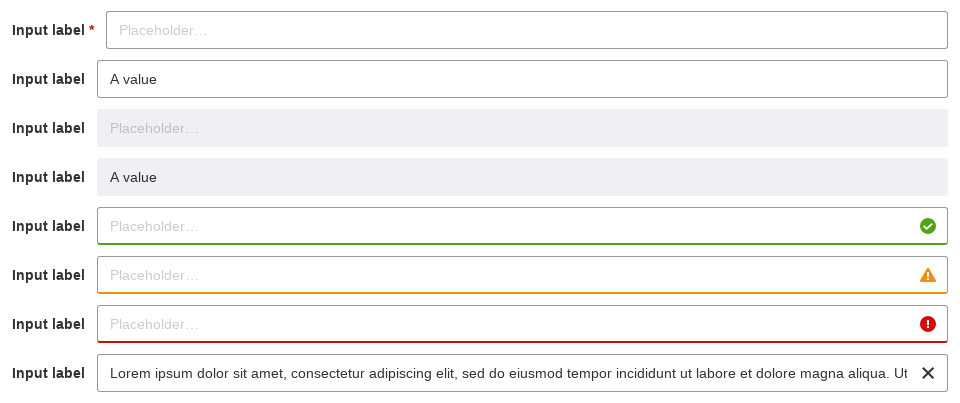 Input label * Placeholder...
Input label A value
Input label Placeholder...
Input label A value
Input label Placeholder...
Input label Placeholder...
Input label Placeholder...
Input label Lorem ipsum dolor sit amet, consectetur adipiscing elit, sed do eiusmod tempor incididunt ut labore et dolore magna aliqua. Ut